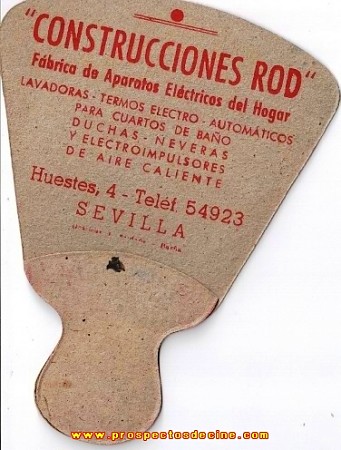 "CONSTRUCCIONES ROD"
Fábrica de Aparatos Eléctricos del Hogar
LAVADORAS - TERMOS ELECTRO - AUTOMÁTICOS
PARA CUARTOS DE BAÑO
DUCHAS - NEVERAS
Y ELECTROIMPULSORES
DE AIRE CALIENTE
Huestes, 4 - Teléf. 54923
SEVILLA
www.prospectosdecine.com